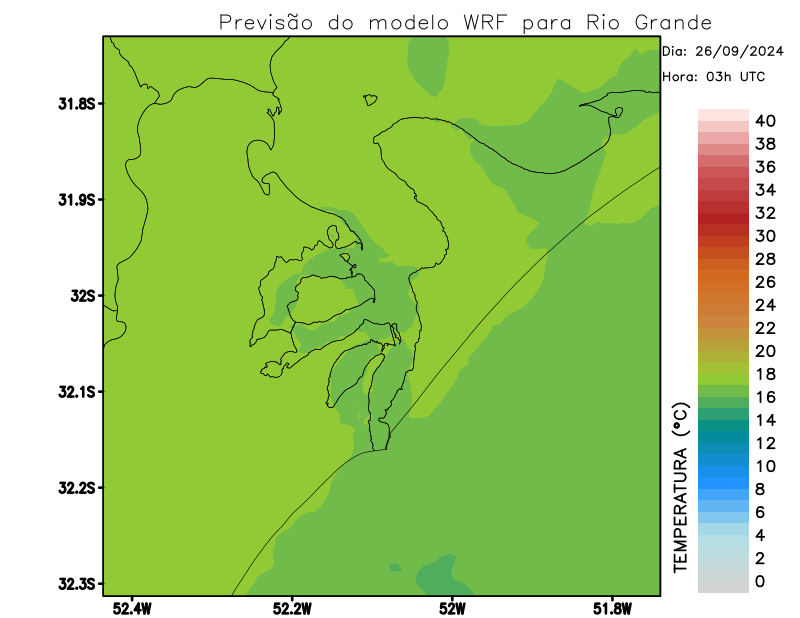 Previsão do modelo WRF para Rio Grande
Dia: 26/09/2024
Hora: 03h UTC
31.8S
31.9S
32S
32.1S
32.2S
32.3S
52.4W
52.2W
52W
51.8W
TEMPERATURA (°C)
40
38
36
34
32
30
28
26
24
22
20
18
16
14
12
10
8
6
4
2
0